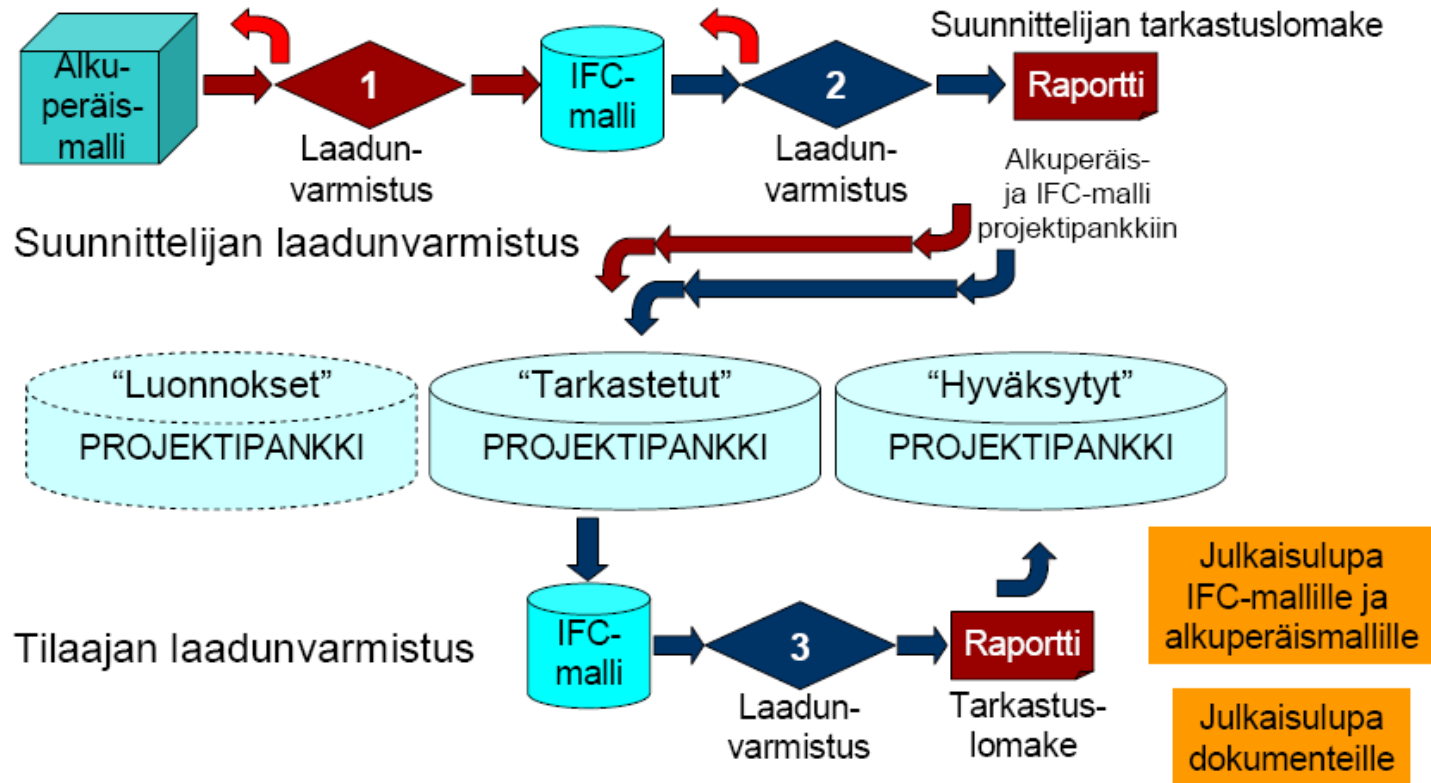 Suunnittelijan tarkastuslomake
Alku-
peräis-
malli
1
IFC-
malli
2
Raportti
Laadun-
varmistus
Laadun-
varmistus
Alkuperäis-
ja IFC-malli
projektipankkiin
Suunnittelijan laadunvarmistus
“Luonnokset”
PROJEKTIPANKKI
“Tarkastetut”
PROJEKTIPANKKI
“Hyväksytyt”
PROJEKTIPANKKI
Tilaajan laadunvarmistus
IFC-
malli
3
Laadun-
varmistus
Raportti
Tarkastus-
lomake
Julkaisulupa
IFC-mallille ja
alkuperäismallille
Julkaisulupa
dokumenteille